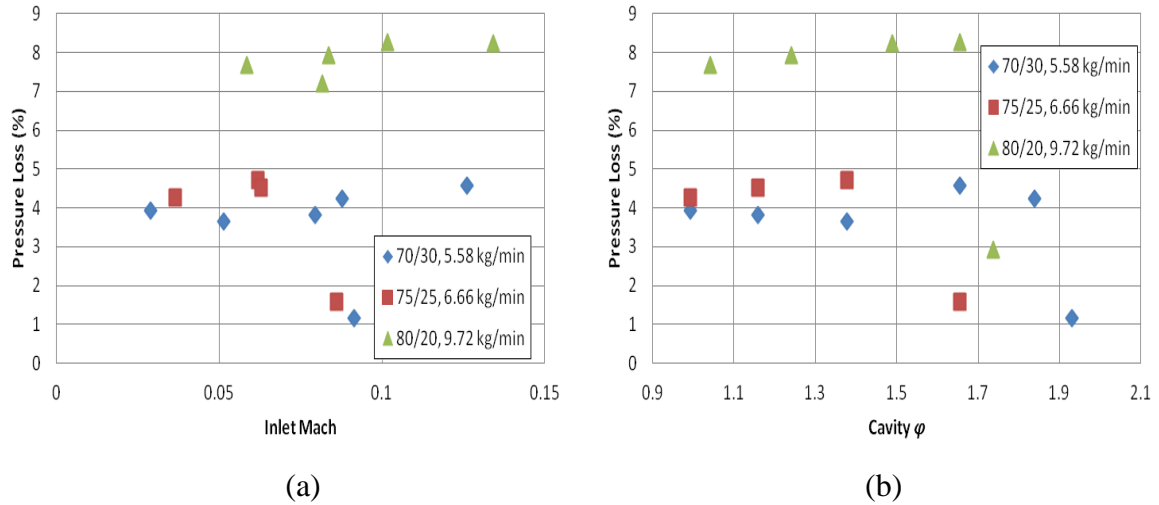 9
8
7
6
5
4
3
2
1
0
Pressure Loss (%)
0
0.05
0.1
0.15
Inlet Mach
70/30, 5.58 kg/min
75/25, 6.66 kg/min
80/20, 9.72 kg/min
(a)
9
8
7
6
5
4
3
2
1
0
Pressure Loss (%)
0.9
1.1
1.3
1.5
1.7
1.9
2.1
Cavity φ
70/30, 5.58 kg/min
75/25, 6.66 kg/min
80/20, 9.72 kg/min
(b)